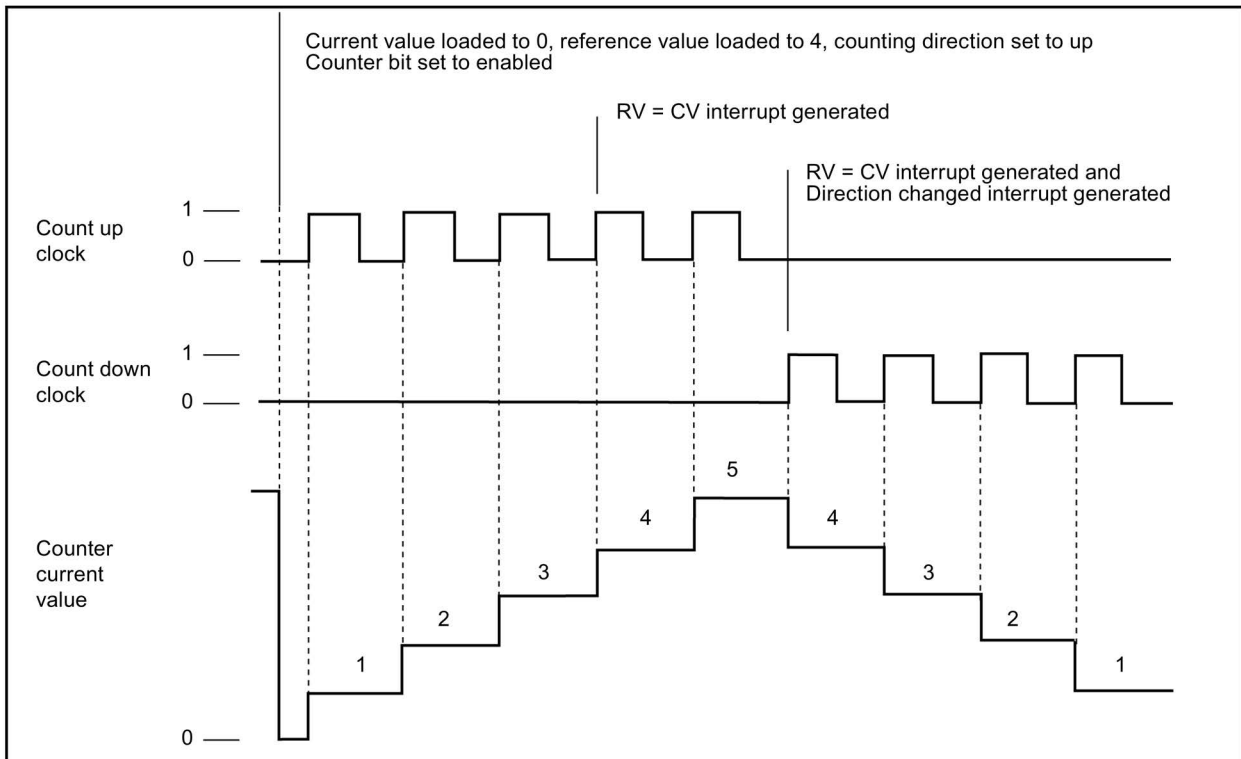 Current value loaded to 0, reference value loaded to 4, counting direction set to up
Counter bit set to enabled
RV = CV interrupt generated
RV = CV interrupt generated and
Direction changed interrupt generated
Count up
clock
1
0
Count down
clock
1
0
Counter
current
value
0
1
2
3
4
5
4
3
2
1